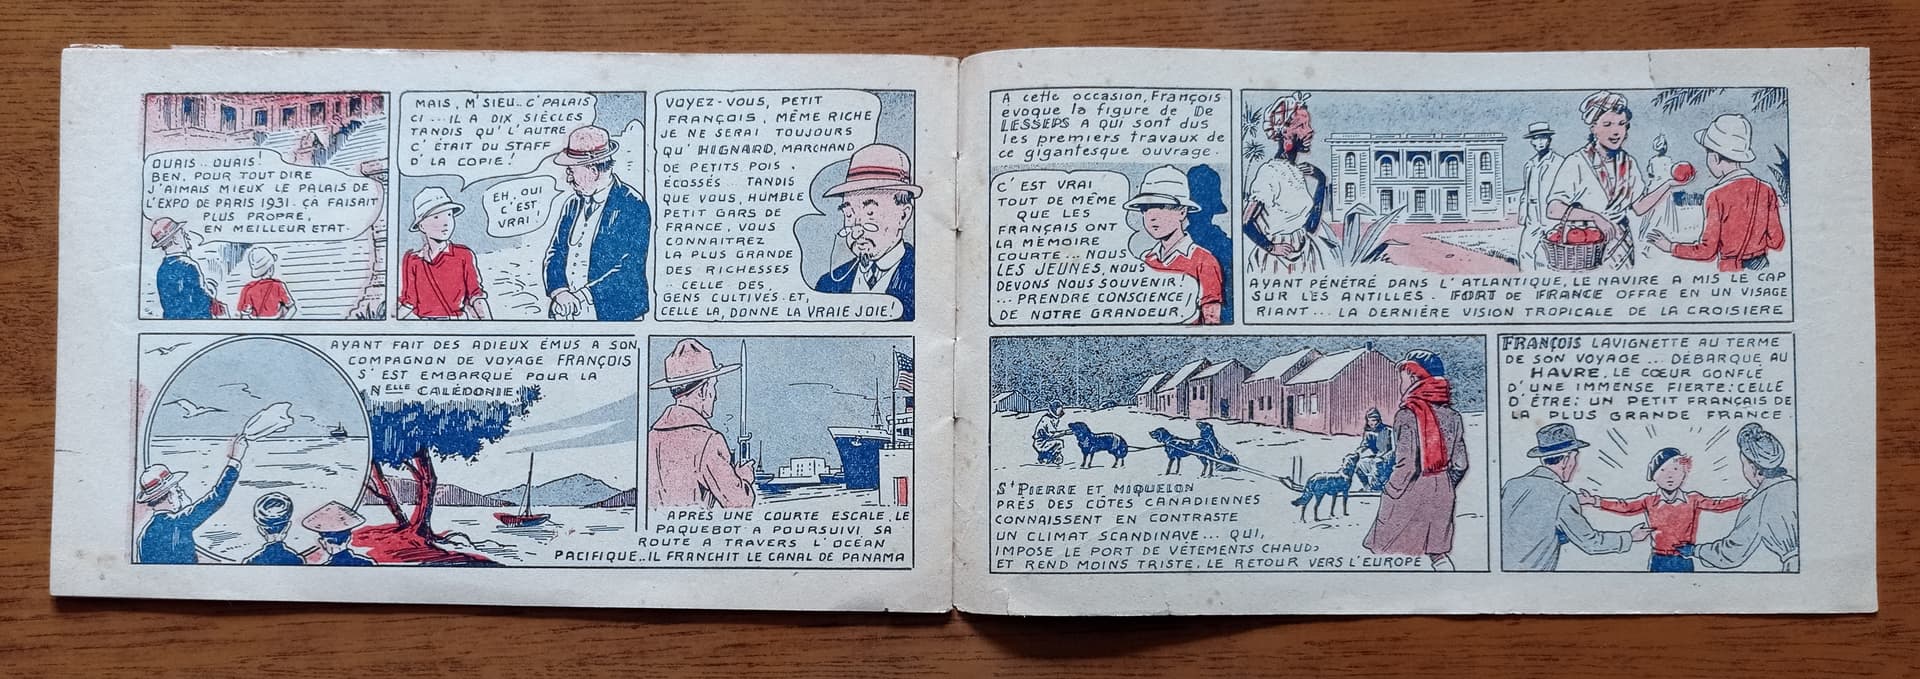 OUAIS.. OUAIS!
BEN, POUR TOUT DIRE
J'AIMAIS MIEUX LE PALAIS DE
L'EXPO DE PARIS 1931. ÇÀ FAISAIT
PLUS PROPRE,
EN MEILLEUR ETAT.
MAIS, M'SIEU.. C'PALAIS
CI... IL A DIX SIÈCLES
TANDIS QU'L'AUTRE
C'ÉTAIT DU STAFF
D'LA COPIE!
EH, OUI
C'EST
VRAI!
VOYEZ-VOUS, PETIT
FRANÇOIS, MÊME RICHE
JE NE SERAI TOUJOURS
QU'HIGNARD, MARCHAND
DE PETITS POIS.
ÉCOSSÉS... TANDIS
QUE VOUS, HUMBLE
PETIT GARS DE
FRANCE, VOUS
CONNAITREZ
LA PLUS GRANDE
DES RICHESSES
.. CELLE DES.
GENS CULTIVÉS. ET,
CELLE LA, DONNE LA VRAIE JOIE!
AYANT FAIT DES ADIEUX ÉMUS A SON
COMPAGNON DE VOYAGE FRANÇOIS
S'EST EMBARQUÉ POUR LA
NELLE CALÉDONIE.
APRÈS UNE COURTE ESCALE, LE
PAQUEBOT A POURSUIVI SA
ROUTE A TRAVERS L'OCÉAN
PACIFIQUE... IL FRANCHIT LE CANAL DE PANAMA
A cette occasion, François
évoque la figure de De
LESSEPS A QUI sont dus
les premiers travaux de
ce gigantesque ouvrage.
C'EST VRAI
TOUT DE MÊME
QUE LES
FRANÇAIS ONT
LA MÉMOIRE
COURTE... NOUS
LES JEUNES, NOUS
DEVONS NOUS SOUVENIR!
... PRENDRE CONSCIENCE,
DE NOTRE GRANDEUR.
AYANT PÉNÉTRÉ DANS L'ATLANTIQUE, LE NAVIRE A MIS LE CAP
SUR LES ANTILLES. FORT DE FRANCE OFFRE EN UN VISAGE
RIANT... LA DERNIÈRE VISION TROPICALE DE LA CROISIERE
St PIERRE ET MIQUELON
PRÈS DES CÔTES CANADIENNES
CONNAISSENT EN CONTRASTE
UN CLIMAT SCANDINAVE... QUI,
IMPOSE LE PORT DE VÊTEMENTS CHAUDS
ET REND MOINS TRISTE, LE RETOUR VERS L'EUROPE
FRANÇOIS LAVIGNETTE AU TERME
DE SON VOYAGE... DÉBARQUE AU
HAVRE, LE CŒUR GONFLÉ
D'UNE IMMENSE FIERTE: CELLE
D'ÊTRE: UN PETIT FRANÇAIS DE
LA PLUS GRANDE FRANCE.